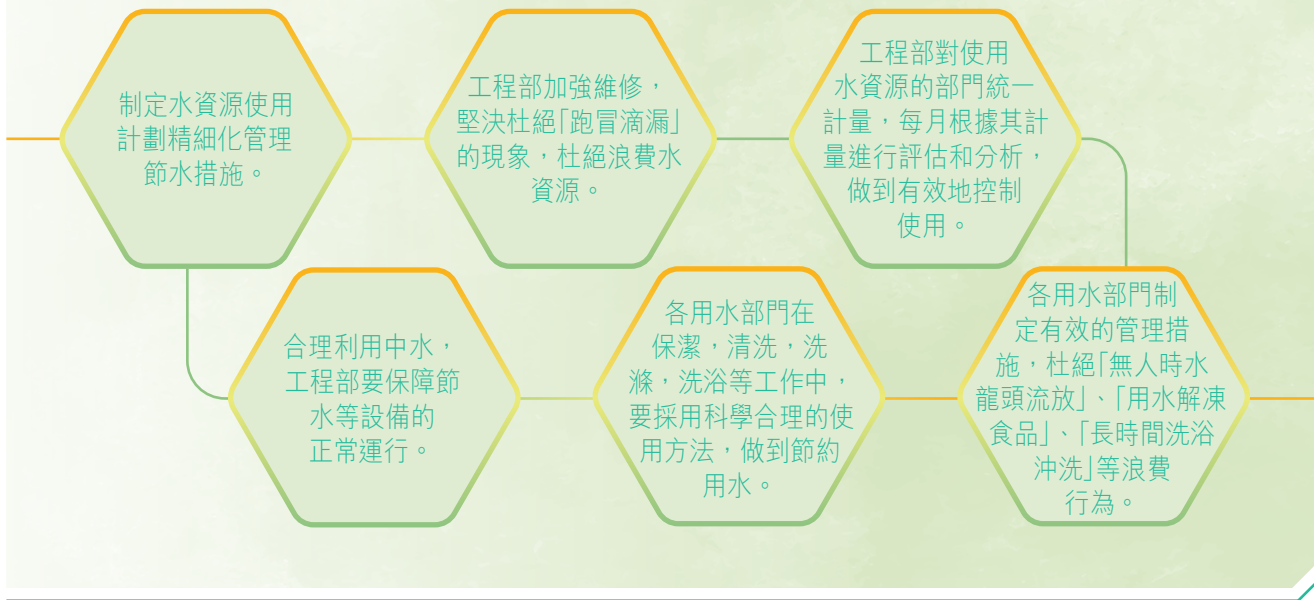 制定水資源使用
計劃精細化管理
節水措施。
工程部加強維修，
堅決杜絕「跑冒滴漏」
的現象，杜絕浪費水
資源。
工程部對使用
水資源的部門統一
計量，每月根據其計
量進行評估和分析，
做到有效地控制
使用。
合理利用中水，
工程部要保障節
水等設備的
正常運行。
各用水部門在
保潔，清洗，洗
滌，洗浴等工作中，
要採用科學合理的使
用方法，做到節約
用水。
各用水部門制
定有效的管理措
施，杜絕「無人時水
龍頭流放」、「用水解凍
食品」、「長時間洗浴
沖洗」等浪費
行為。